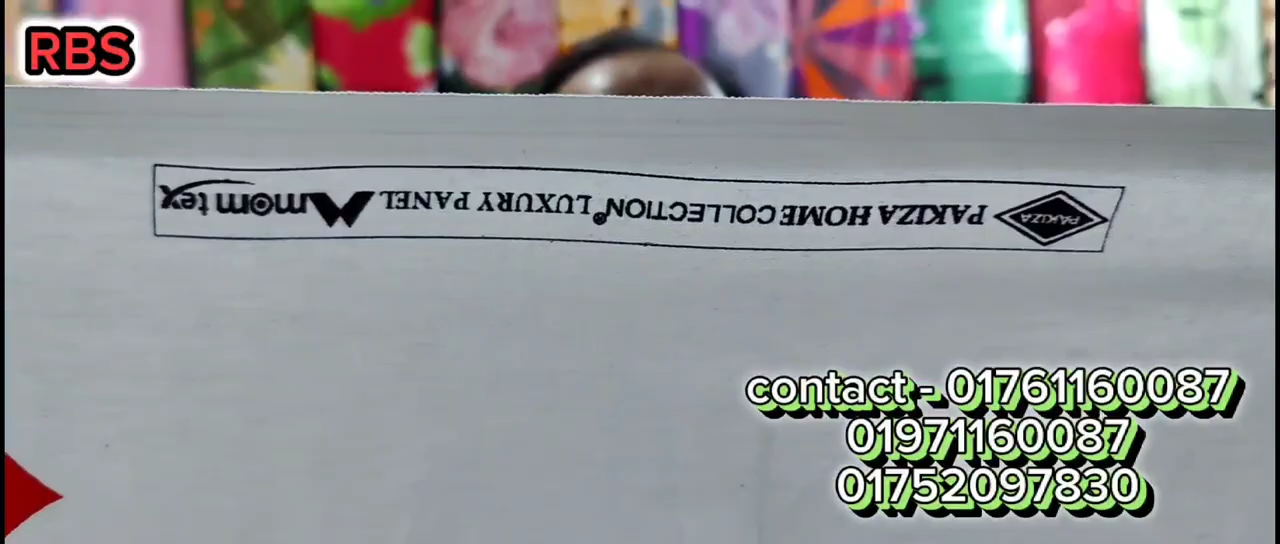 RBS
PAKIZA PAKIZA HOME COLLECTION® LUXURY PANEL Amom tex
contact - 01761160087
01971160087
01752097830